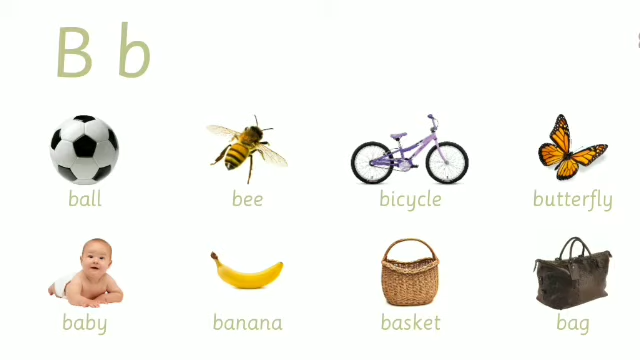 B b
ball bee bicycle butterfly
baby banana basket bag